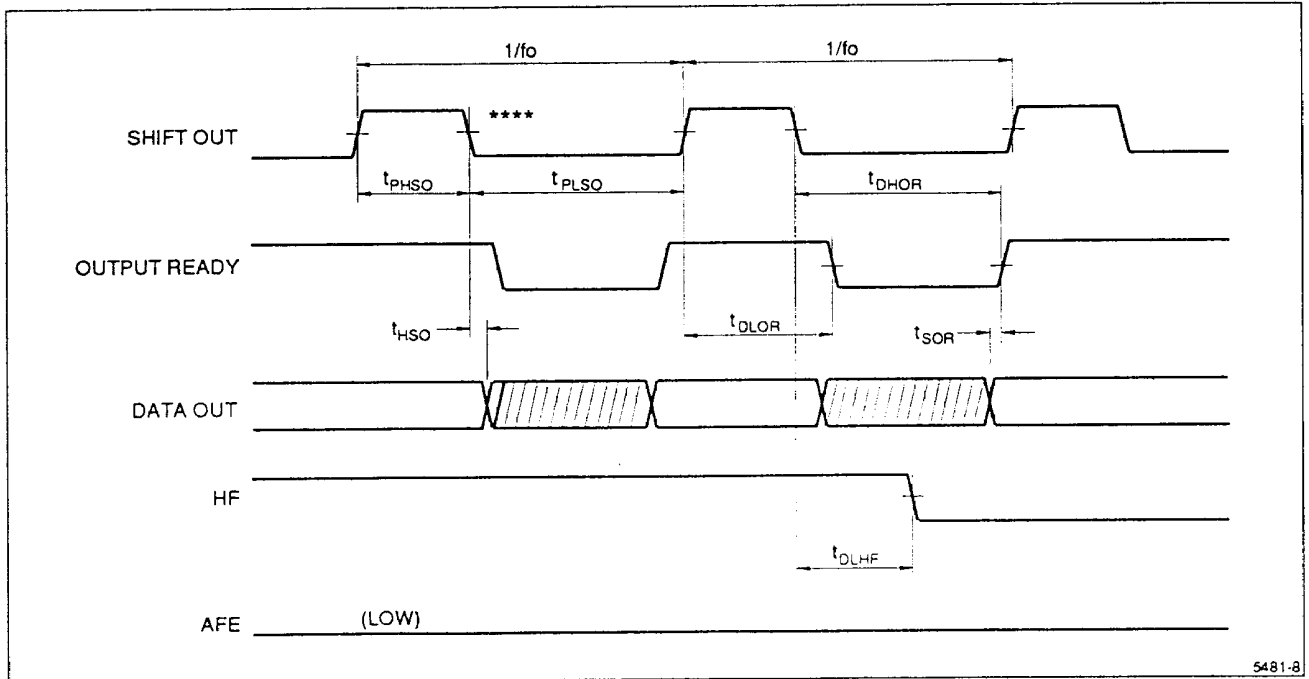 1/fo 1/fo
SHIFT OUT ****
tPHSO tPLSO tDHOR
OUTPUT READY
tHSO tDLOR tSOR
DATA OUT
HF
tDLHF
AFE (LOW)
5481-8